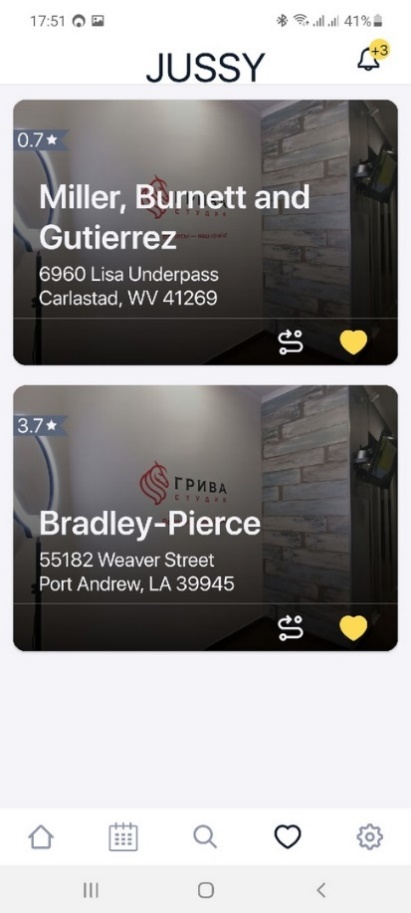 17:51
41%
JUSSY
+3
0.7★
Miller, Burnett and
Gutierrez
6960 Lisa Underpass
Carlastad, WV 41269
3.7★
ГРИВА
СТУДИЯ
Bradley-Pierce
55182 Weaver Street
Port Andrew, LA 39945